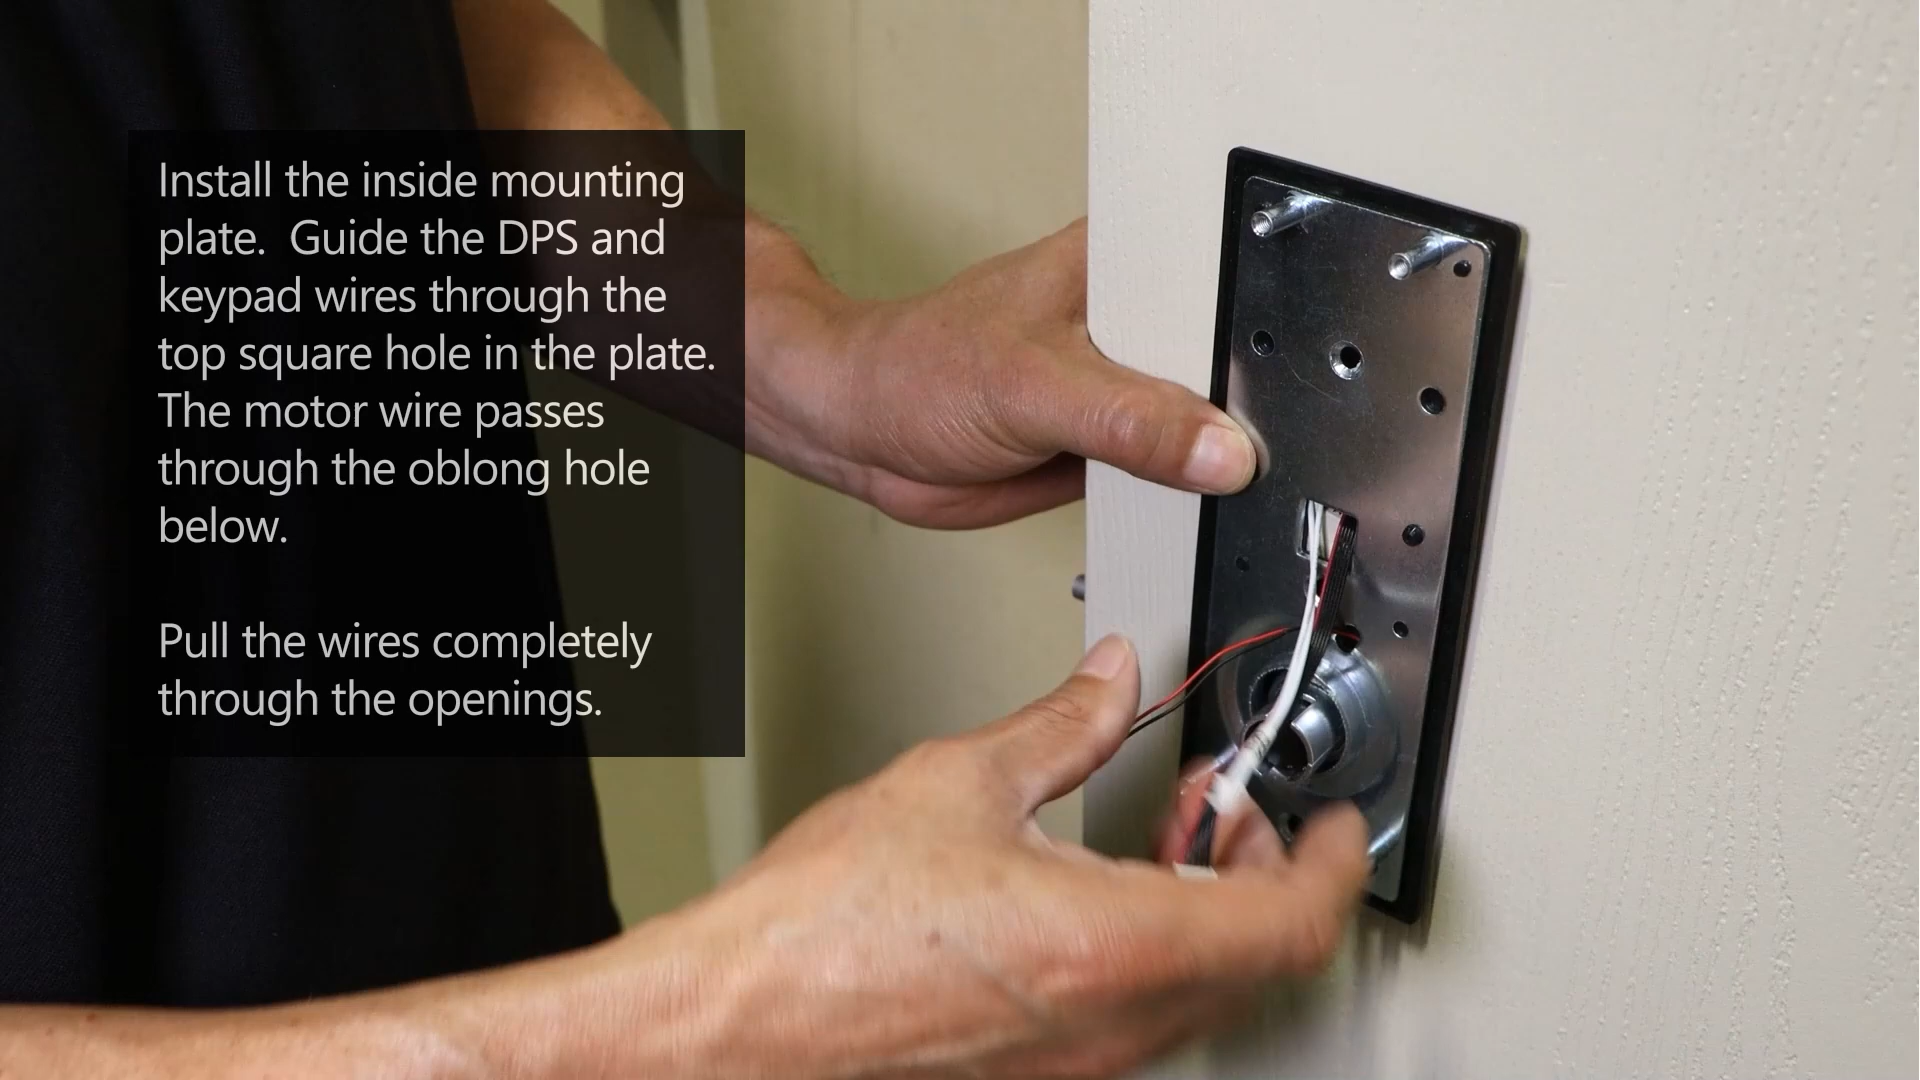 Install the inside mounting
plate.  Guide the DPS and
keypad wires through the
top square hole in the plate.
The motor wire passes
through the oblong hole
below.
Pull the wires completely
through the openings.